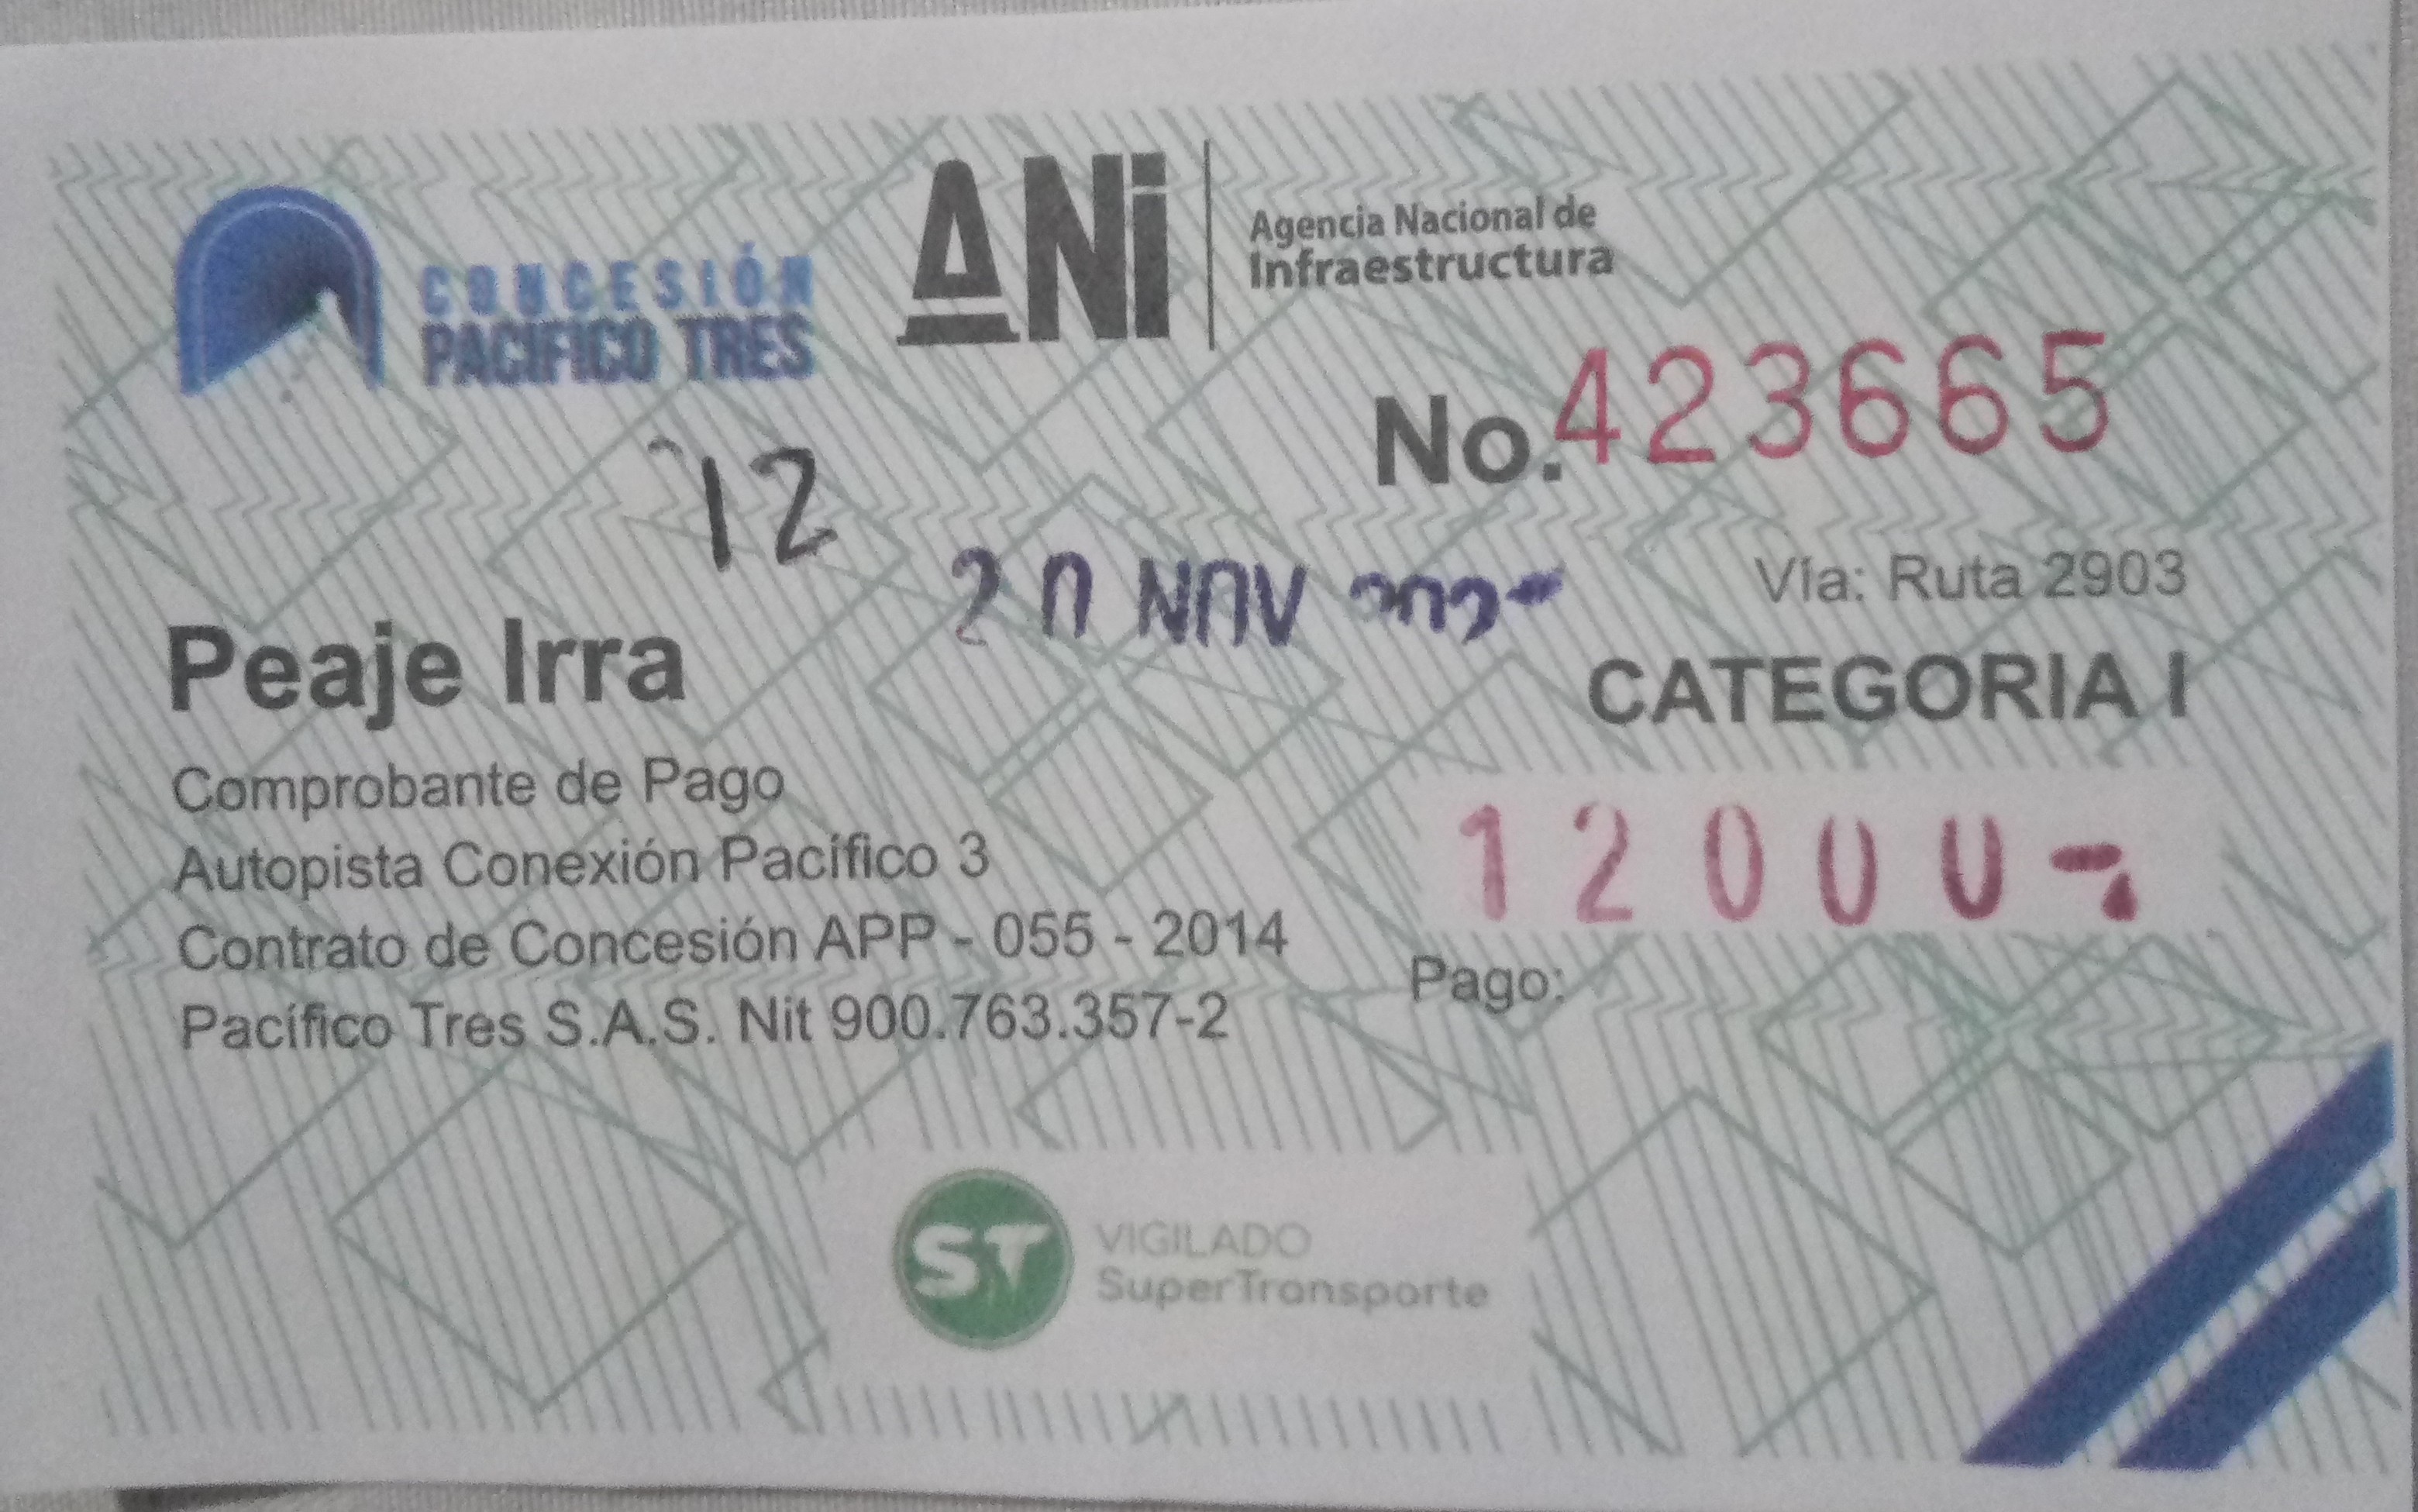 CONCESIÓN
PACIFICO TRES
ANi
Agencia Nacional de
Infraestructura
No. 423665
12
20 NOV
Vía: Ruta 2903
Peaje Irra
CATEGORIA I
Comprobante de Pago
Autopista Conexión Pacífico 3
Contrato de Concesión APP - 055 - 2014
Pacífico Tres S.A.S. Nit 900.763.357-2
12000-
Pago:
ST
VIGILADO
SuperTransporte